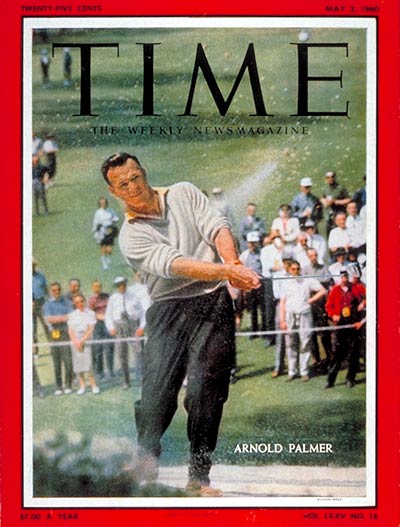 TWENTY-FIVE CENTS
MAY 2, 1960
TIME
THE WEEKLY NEWSMAGAZINE
ARNOLD PALMER
$7.00 A YEAR
VOL. LXXV NO. 18